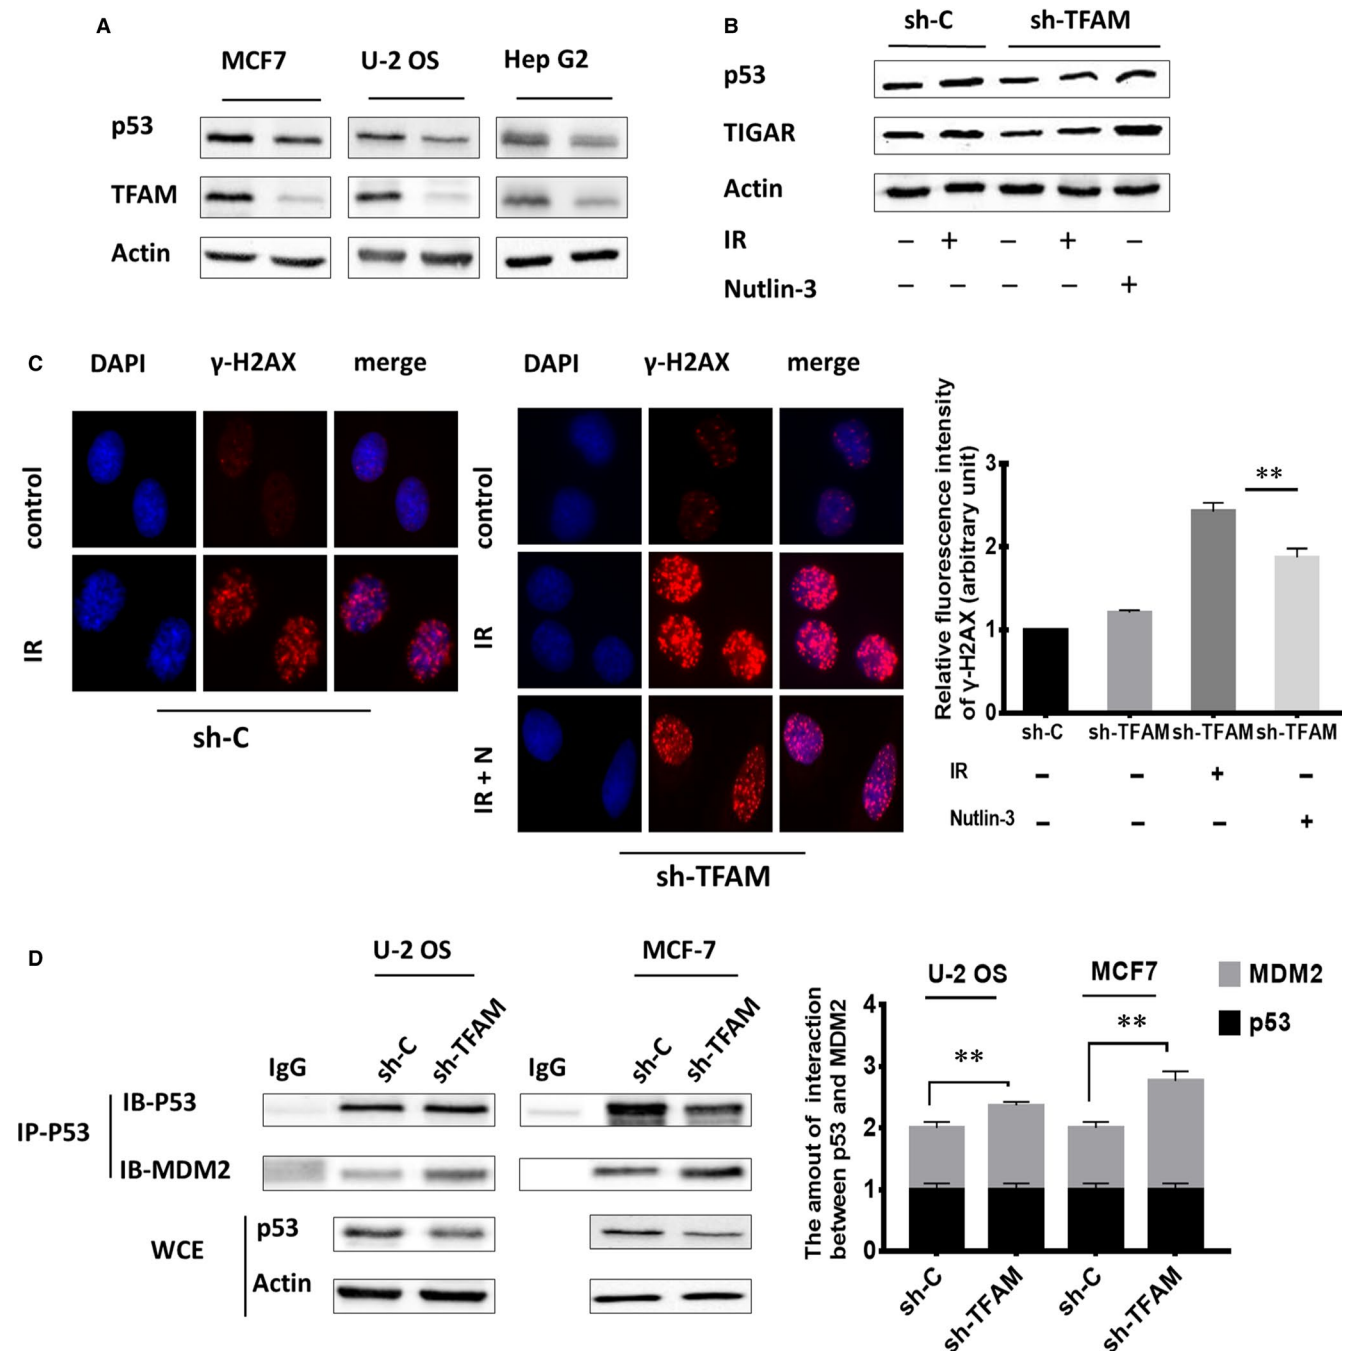 A
MCF7 U-2 OS Hep G2
p53
TFAM
Actin
B
sh-C sh-TFAM
p53
TIGAR
Actin
IR − + − + −
Nutlin-3 − − − − +
C
DAPI γ-H2AX merge
control
IR
sh-C
DAPI γ-H2AX merge
control
IR
IR + N
sh-TFAM
Relative fluorescence intensity
of γ-H2AX (arbitrary unit)
3
2
1
0
**
sh-C sh-TFAM sh-TFAM sh-TFAM
IR − − + −
Nutlin-3 − − − +
D
U-2 OS MCF-7
IgG sh-C sh-TFAM IgG sh-C sh-TFAM
IP-P53
IB-P53
IB-MDM2
WCE
p53
Actin
The amout of interaction
between p53 and MDM2
4
3
2
1
0
U-2 OS MCF7
** **
MDM2
p53
sh-C sh-TFAM sh-C sh-TFAM